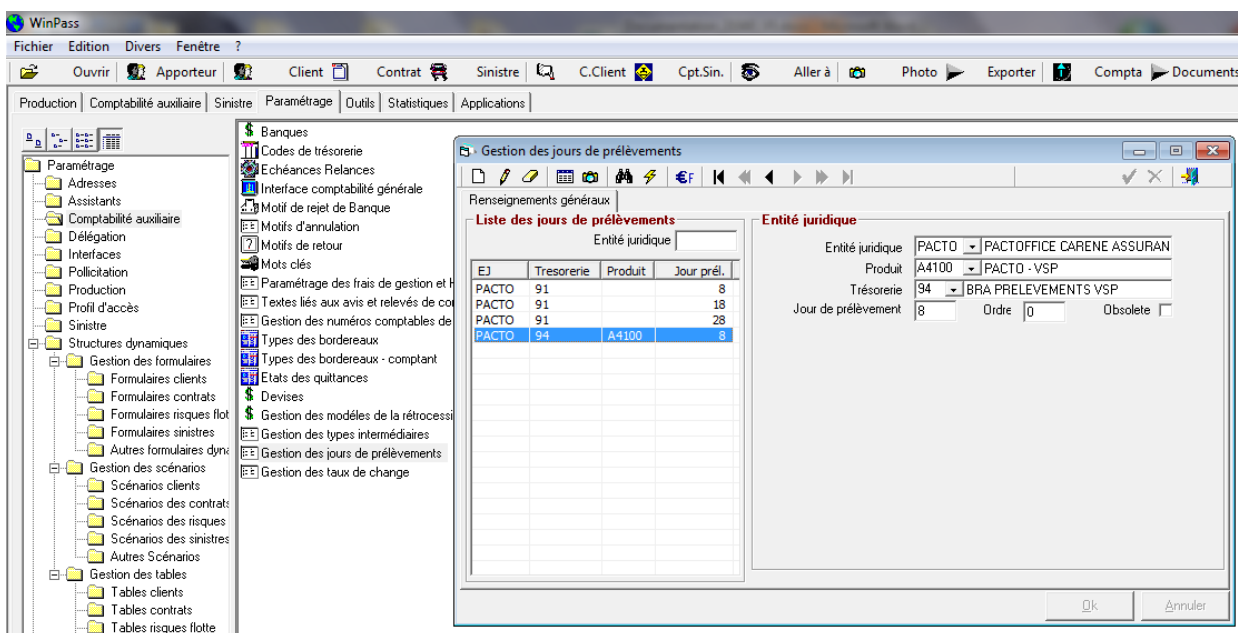 WinPass
Fichier Edition Divers Fenêtre ?
Ouvrir Apporteur Client Contrat Sinistre C.Client Cpt.Sin. Aller à Photo Exporter Compta Documents
Production Comptabilité auxiliaire Sinistre Paramétrage Outils Statistiques Applications
Paramétrage
Adresses
Assistants
Comptabilité auxiliaire
Délégation
Interfaces
Pollicitation
Production
Profil d'accès
Sinistre
Structures dynamiques
Gestion des formulaires
Formulaires clients
Formulaires contrats
Formulaires risques flot
Formulaires sinistres
Autres formulaires dyna
Gestion des scénarios
Scénarios clients
Scénarios des contrats
Scénarios des risques
Scénarios des sinistres
Autres Scénarios
Gestion des tables
Tables clients
Tables contrats
Tables risques flotte
Banques
Codes de trésorerie
Echéances Relances
Interface comptabilité générale
Motif de rejet de Banque
Motifs d'annulation
Motifs de retour
Mots clés
Paramétrage des frais de gestion et H
Textes liés aux avis et relevés de co
Gestion des numéros comptables de
Types des bordereaux
Types des bordereaux - comptant
Etats des quittances
Devises
Gestion des modéles de la rétrocessi
Gestion des types intermédiaires
Gestion des jours de prélèvements
Gestion des taux de change
Gestion des jours de prélèvements
€F
Renseignements généraux
Liste des jours de prélèvements
Entité juridique
EJ Tresorerie Produit Jour prél.
PACTO 91 8
PACTO 91 18
PACTO 91 28
PACTO 94 A4100 8
Entité juridique
Entité juridique PACTO PACTOFFICE CARENE ASSURAN
Produit A4100 PACTO - VSP
Trésorerie 94 BRA PRELEVEMENTS VSP
Jour de prélèvement 8 Ordre 0 Obsolete
Ok Annuler